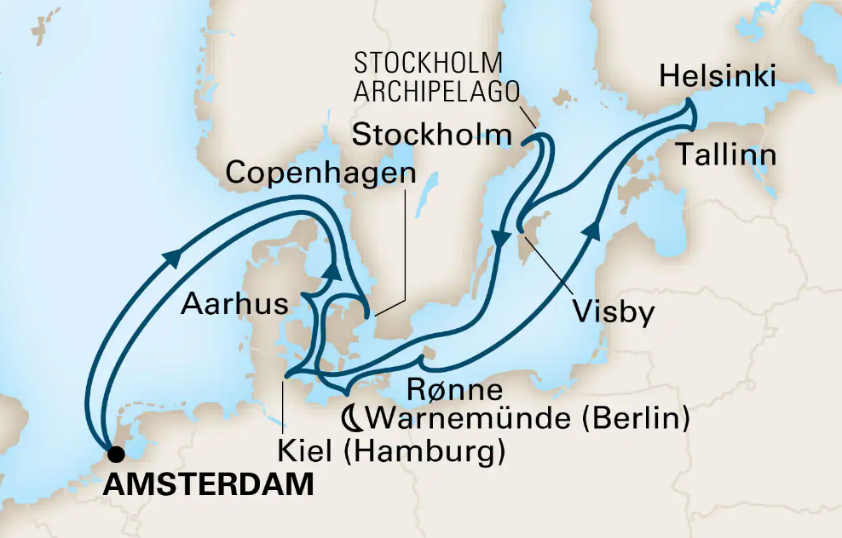 STOCKHOLM
ARCHIPELAGO
Helsinki
Stockholm
Tallinn
Copenhagen
Aarhus
Visby
Rønne
Warnemünde (Berlin)
Kiel (Hamburg)
AMSTERDAM